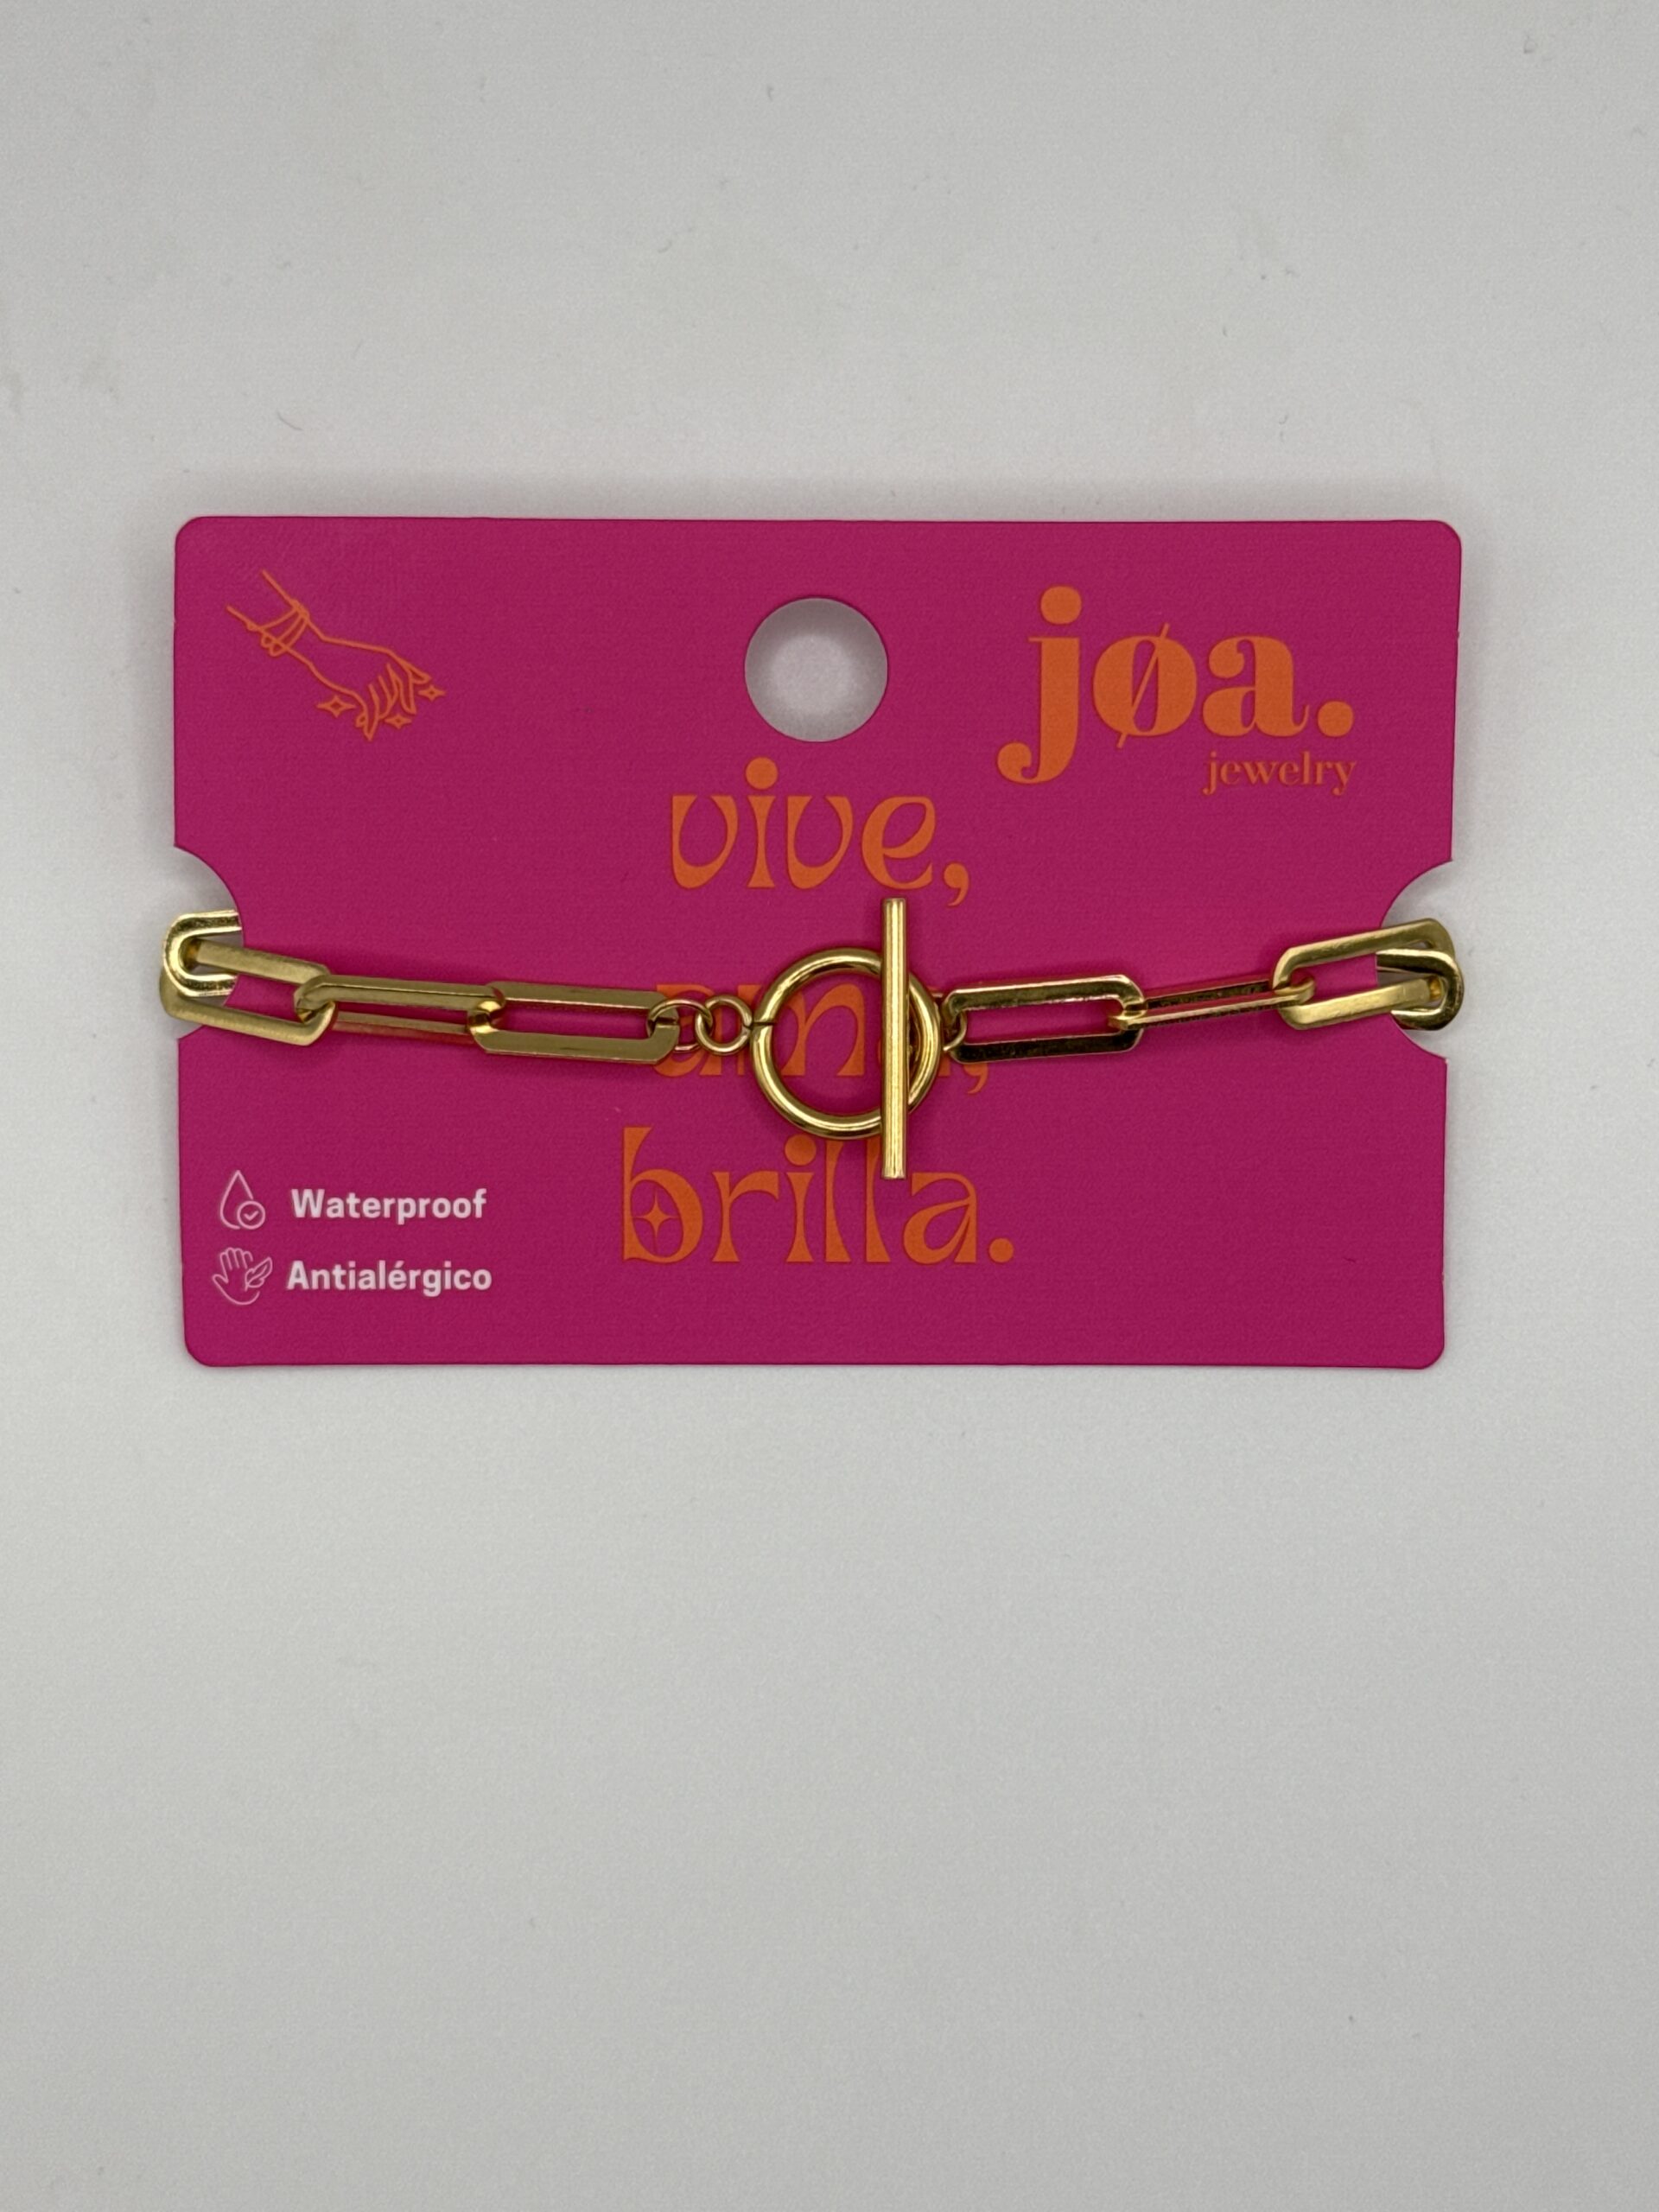 jøa.
jewelry
vive,
brilla.
Waterproof
Antialérgico